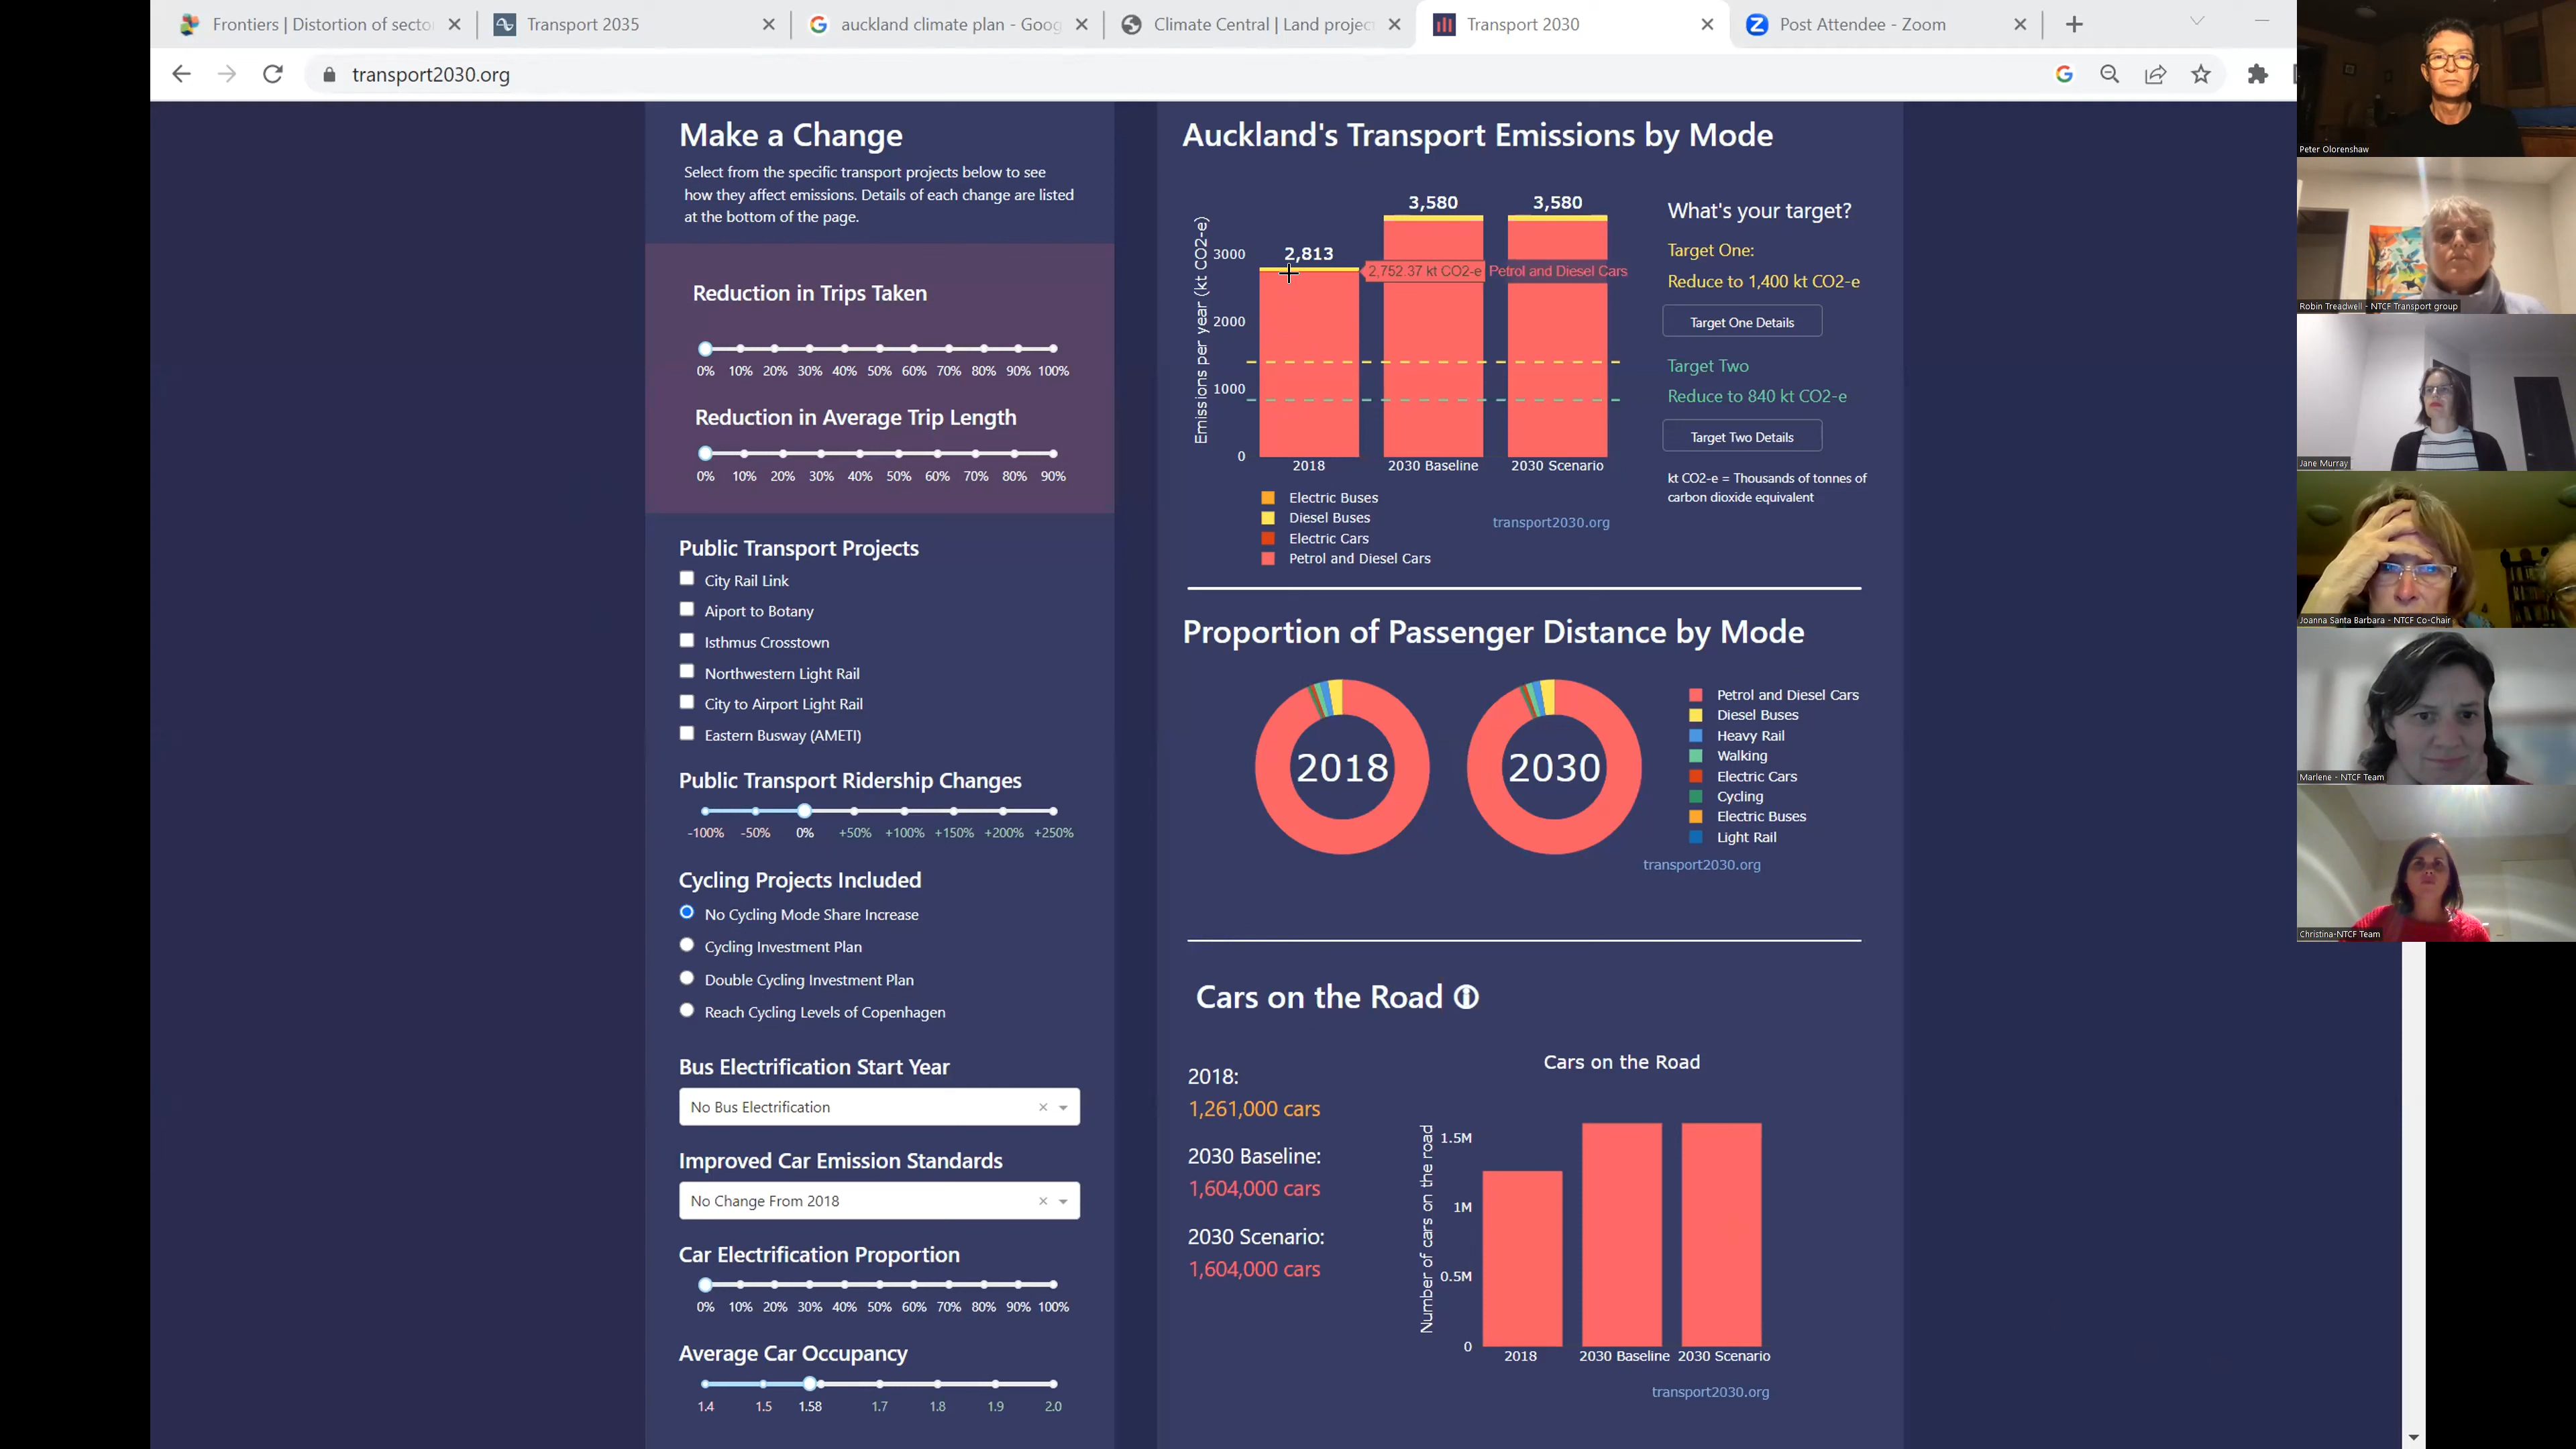 Frontiers | Distortion of secto
Transport 2035
auckland climate plan - Goog
Climate Central | Land project
Transport 2030
Post Attendee - Zoom
transport2030.org
Make a Change
Select from the specific transport projects below to see
how they affect emissions. Details of each change are listed
at the bottom of the page.
Reduction in Trips Taken
0% 10% 20% 30% 40% 50% 60% 70% 80% 90% 100%
Reduction in Average Trip Length
0% 10% 20% 30% 40% 50% 60% 70% 80% 90%
Public Transport Projects
City Rail Link
Aiport to Botany
Isthmus Crosstown
Northwestern Light Rail
City to Airport Light Rail
Eastern Busway (AMETI)
Public Transport Ridership Changes
-100% -50% 0% +50% +100% +150% +200% +250%
Cycling Projects Included
No Cycling Mode Share Increase
Cycling Investment Plan
Double Cycling Investment Plan
Reach Cycling Levels of Copenhagen
Bus Electrification Start Year
No Bus Electrification
Improved Car Emission Standards
No Change From 2018
Car Electrification Proportion
0% 10% 20% 30% 40% 50% 60% 70% 80% 90% 100%
Average Car Occupancy
1.4 1.5 1.58 1.7 1.8 1.9 2.0
Auckland's Transport Emissions by Mode
Emissions per year (kt CO2-e)
3000
2000
1000
0
2,813
3,580
3,580
2,752.37 kt CO2-e
Petrol and Diesel Cars
2018
2030 Baseline
2030 Scenario
Electric Buses
Diesel Buses
Electric Cars
Petrol and Diesel Cars
transport2030.org
What's your target?
Target One:
Reduce to 1,400 kt CO2-e
Target One Details
Target Two
Reduce to 840 kt CO2-e
Target Two Details
kt CO2-e = Thousands of tonnes of
carbon dioxide equivalent
Proportion of Passenger Distance by Mode
2018
2030
Petrol and Diesel Cars
Diesel Buses
Heavy Rail
Walking
Electric Cars
Cycling
Electric Buses
Light Rail
transport2030.org
Cars on the Road
2018:
1,261,000 cars
2030 Baseline:
1,604,000 cars
2030 Scenario:
1,604,000 cars
Cars on the Road
Number of cars on the road
1.5M
1M
0.5M
0
2018
2030 Baseline
2030 Scenario
transport2030.org
Peter Olorenshaw
Robin Treadwell - NTCF Transport group
Jane Murray
Joanna Santa Barbara - NTCF Co-Chair
Marlene - NTCF Team
Christina-NTCF Team